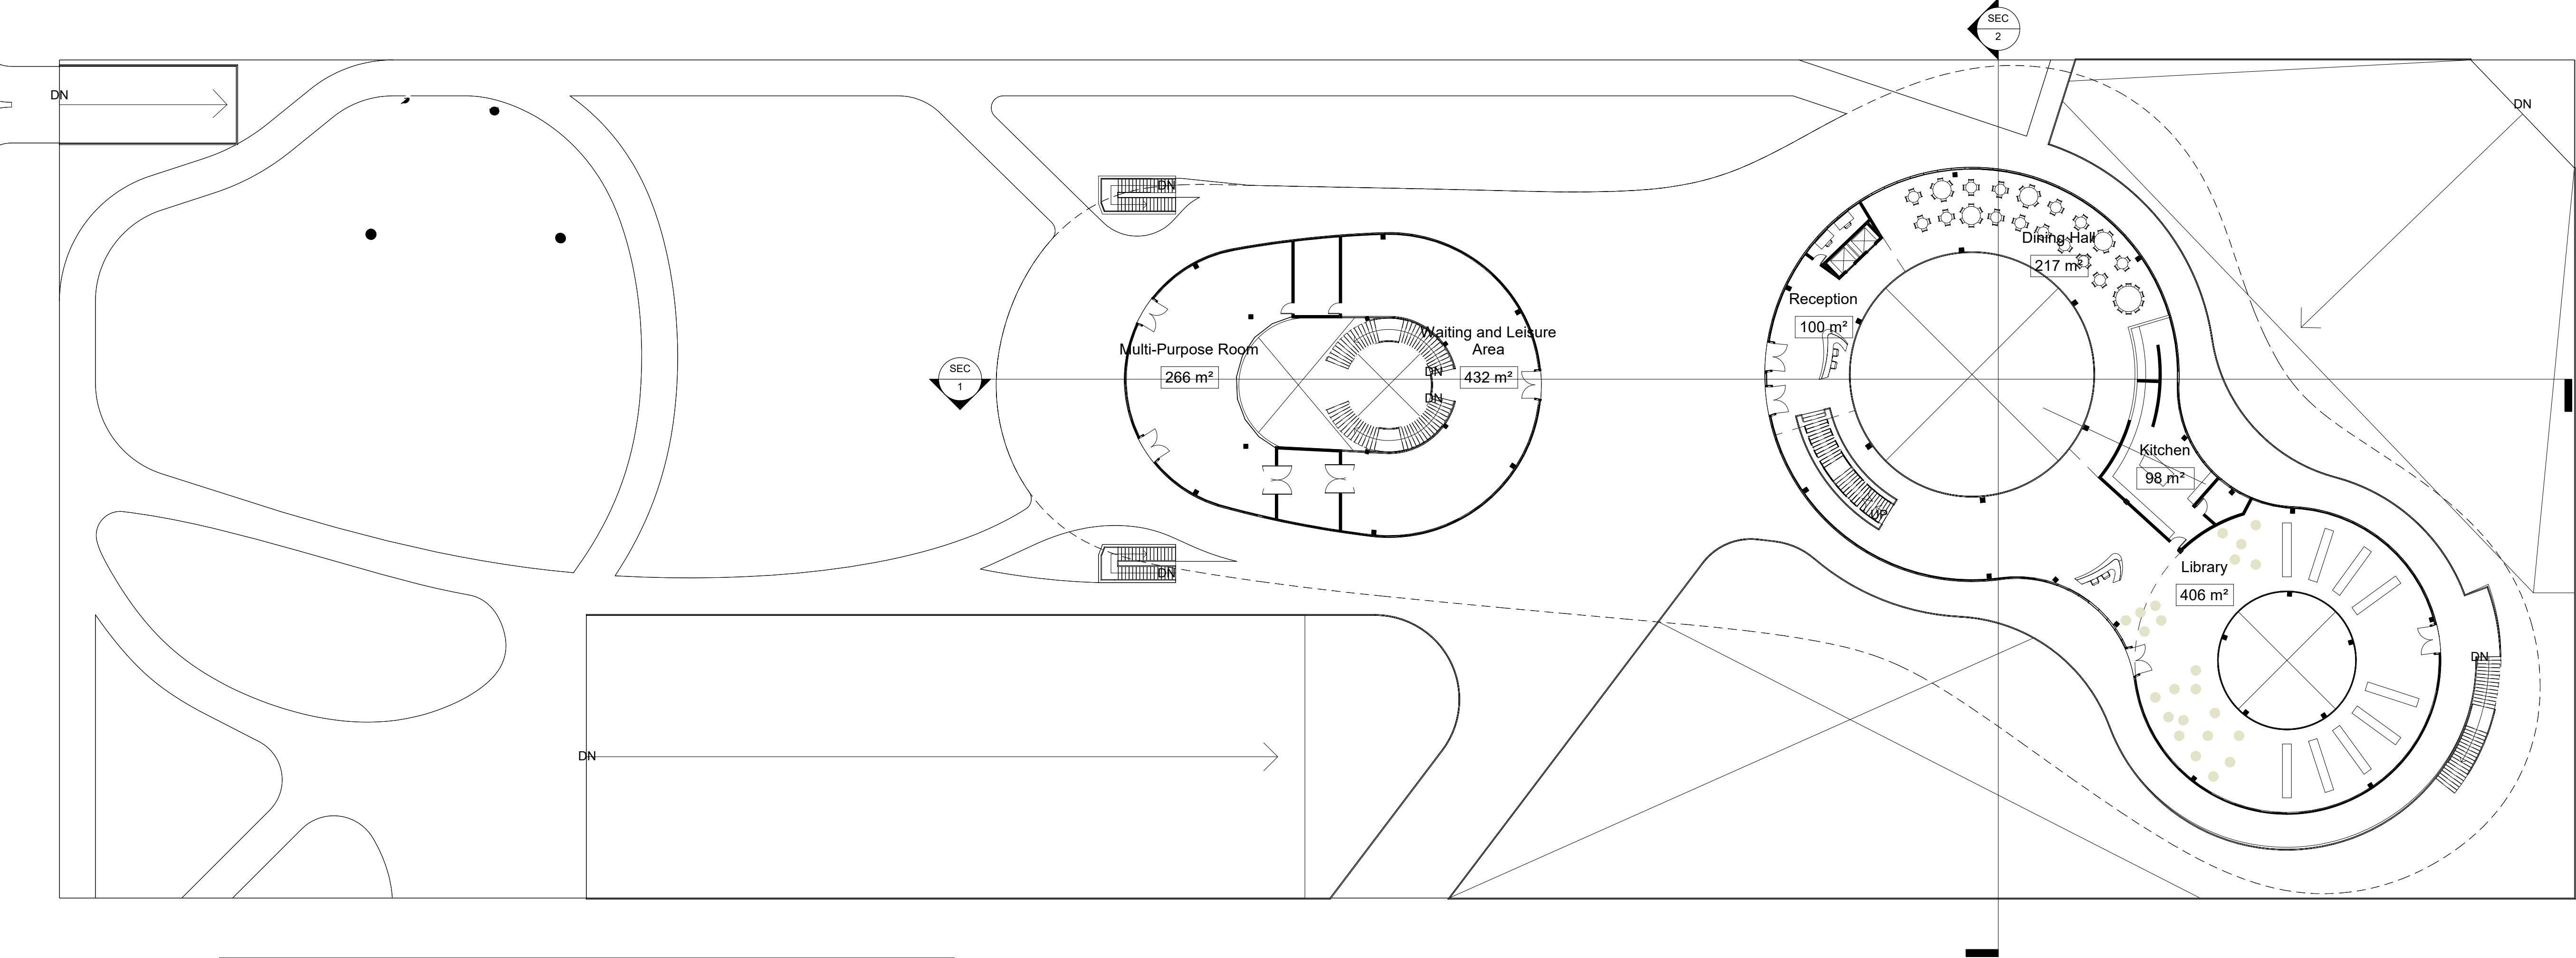 SEC
2
DN
DN
DN
Dining Hall
217 m²
Reception
100 m²
Waiting and Leisure
Area
432 m²
Multi-Purpose Room
266 m²
SEC
1
DN
DN
Kitchen
98 m²
UP
Library
406 m²
DN
DN
DN